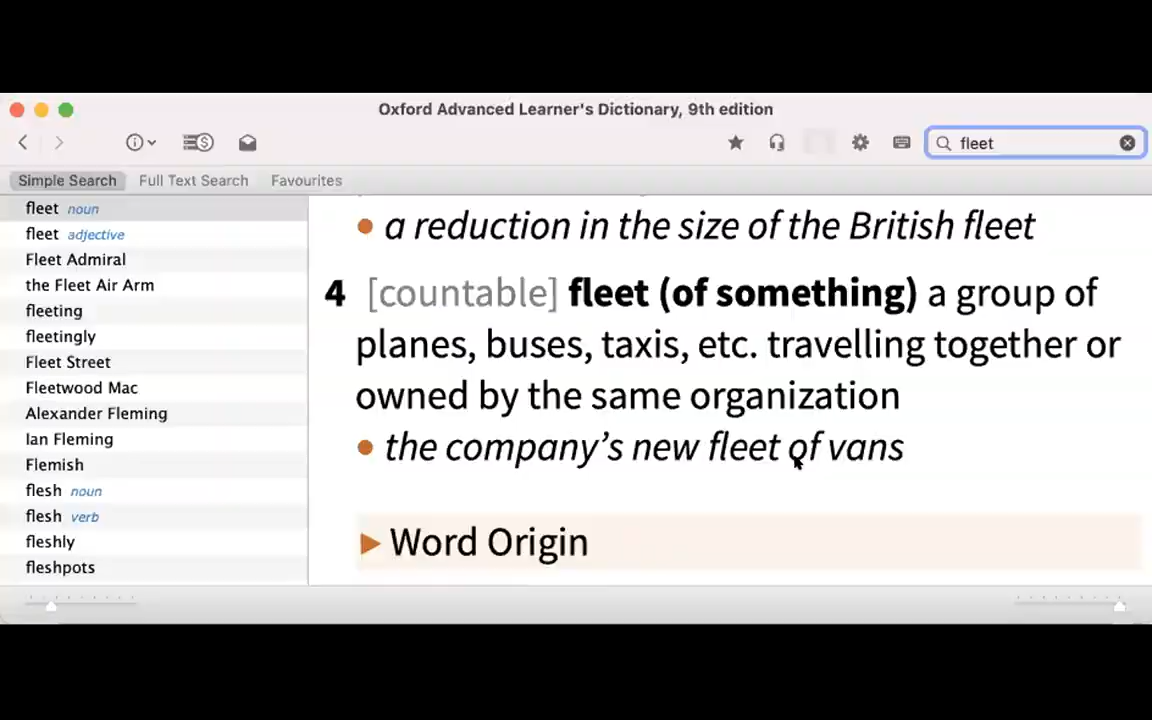 Oxford Advanced Learner's Dictionary, 9th edition
fleet
Simple Search Full Text Search Favourites
fleet noun
fleet adjective
Fleet Admiral
the Fleet Air Arm
fleeting
fleetingly
Fleet Street
Fleetwood Mac
Alexander Fleming
Ian Fleming
Flemish
flesh noun
flesh verb
fleshly
fleshpots
• a reduction in the size of the British fleet
4 [countable] fleet (of something) a group of
planes, buses, taxis, etc. travelling together or
owned by the same organization
• the company’s new fleet of vans
Word Origin